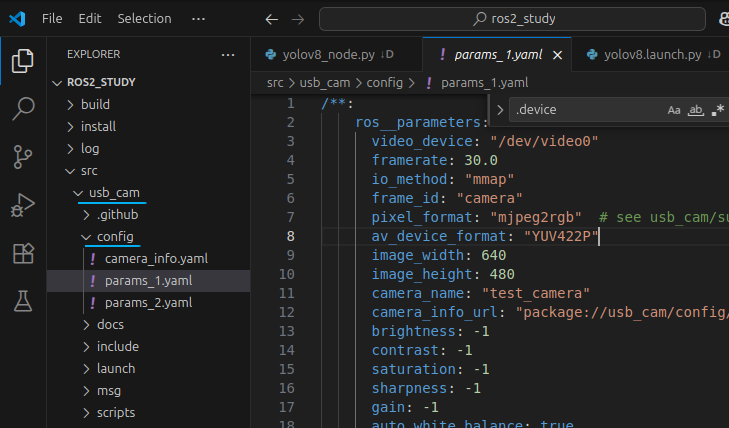 File Edit Selection ··· ros2_study
EXPLORER ···
ROS2_STUDY
build
install
log
src
usb_cam
.github
config
! camera_info.yaml
! params_1.yaml
! params_2.yaml
docs
include
launch
msg
scripts
yolov8_node.py ↓D ! params_1.yaml × yolov8.launch.py ↓D
src > usb_cam > config > ! params_1.yaml
.device Aa ab .*
1 /**:
2 ros__parameters:
3 video_device: "/dev/video0"
4 framerate: 30.0
5 io_method: "mmap"
6 frame_id: "camera"
7 pixel_format: "mjpeg2rgb" # see usb_cam/su
8 av_device_format: "YUV422P"
9 image_width: 640
10 image_height: 480
11 camera_name: "test_camera"
12 camera_info_url: "package://usb_cam/config/
13 brightness: -1
14 contrast: -1
15 saturation: -1
16 sharpness: -1
17 gain: -1
18 auto_white_balance: true